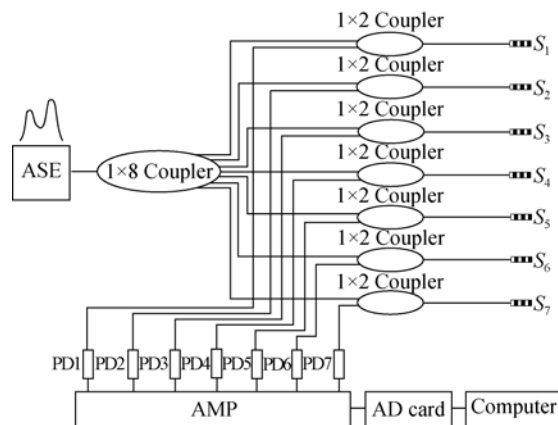 1×2 Coupler
S1
1×2 Coupler
S2
1×2 Coupler
S3
ASE
1×8 Coupler
1×2 Coupler
S4
1×2 Coupler
S5
1×2 Coupler
S6
1×2 Coupler
S7
PD1 PD2 PD3 PD4 PD5 PD6 PD7
AMP
AD card
Computer